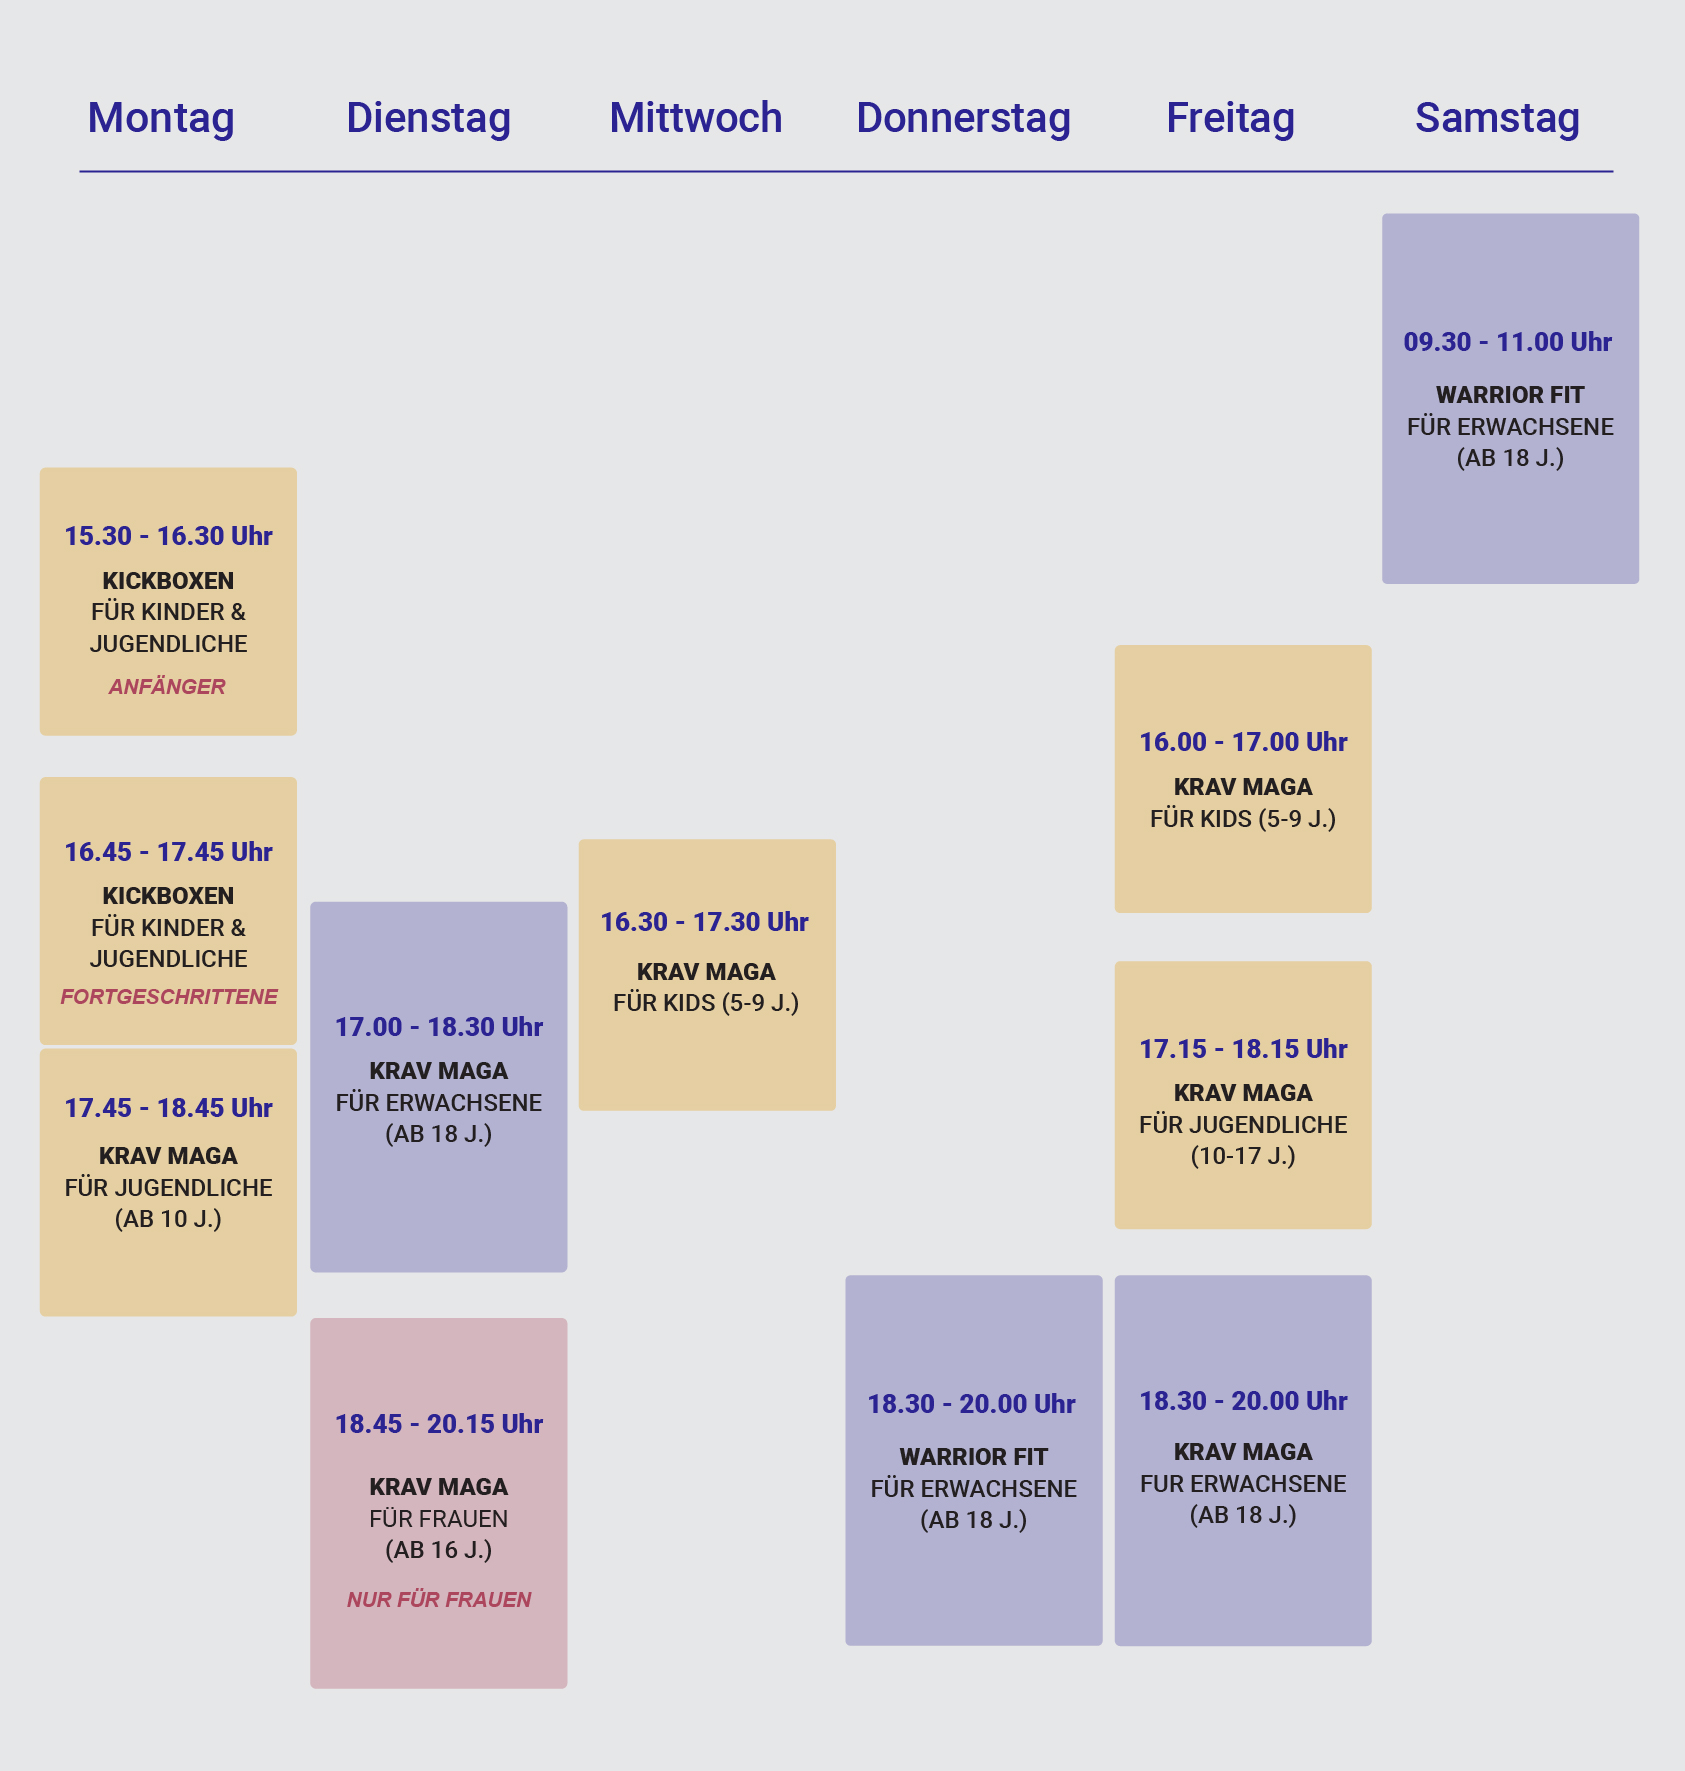 Montag
Dienstag
Mittwoch
Donnerstag
Freitag
Samstag
15.30 - 16.30 Uhr
KICKBOXEN
FÜR KINDER &
JUGENDLICHE
ANFÄNGER
16.45 - 17.45 Uhr
KICKBOXEN
FÜR KINDER &
JUGENDLICHE
FORTGESCHRITTENE
17.45 - 18.45 Uhr
KRAV MAGA
FÜR JUGENDLICHE
(AB 10 J.)
17.00 - 18.30 Uhr
KRAV MAGA
FÜR ERWACHSENE
(AB 18 J.)
18.45 - 20.15 Uhr
KRAV MAGA
FÜR FRAUEN
(AB 16 J.)
NUR FÜR FRAUEN
16.30 - 17.30 Uhr
KRAV MAGA
FÜR KIDS (5-9 J.)
18.30 - 20.00 Uhr
WARRIOR FIT
FÜR ERWACHSENE
(AB 18 J.)
16.00 - 17.00 Uhr
KRAV MAGA
FÜR KIDS (5-9 J.)
17.15 - 18.15 Uhr
KRAV MAGA
FÜR JUGENDLICHE
(10-17 J.)
18.30 - 20.00 Uhr
KRAV MAGA
FUR ERWACHSENE
(AB 18 J.)
09.30 - 11.00 Uhr
WARRIOR FIT
FÜR ERWACHSENE
(AB 18 J.)